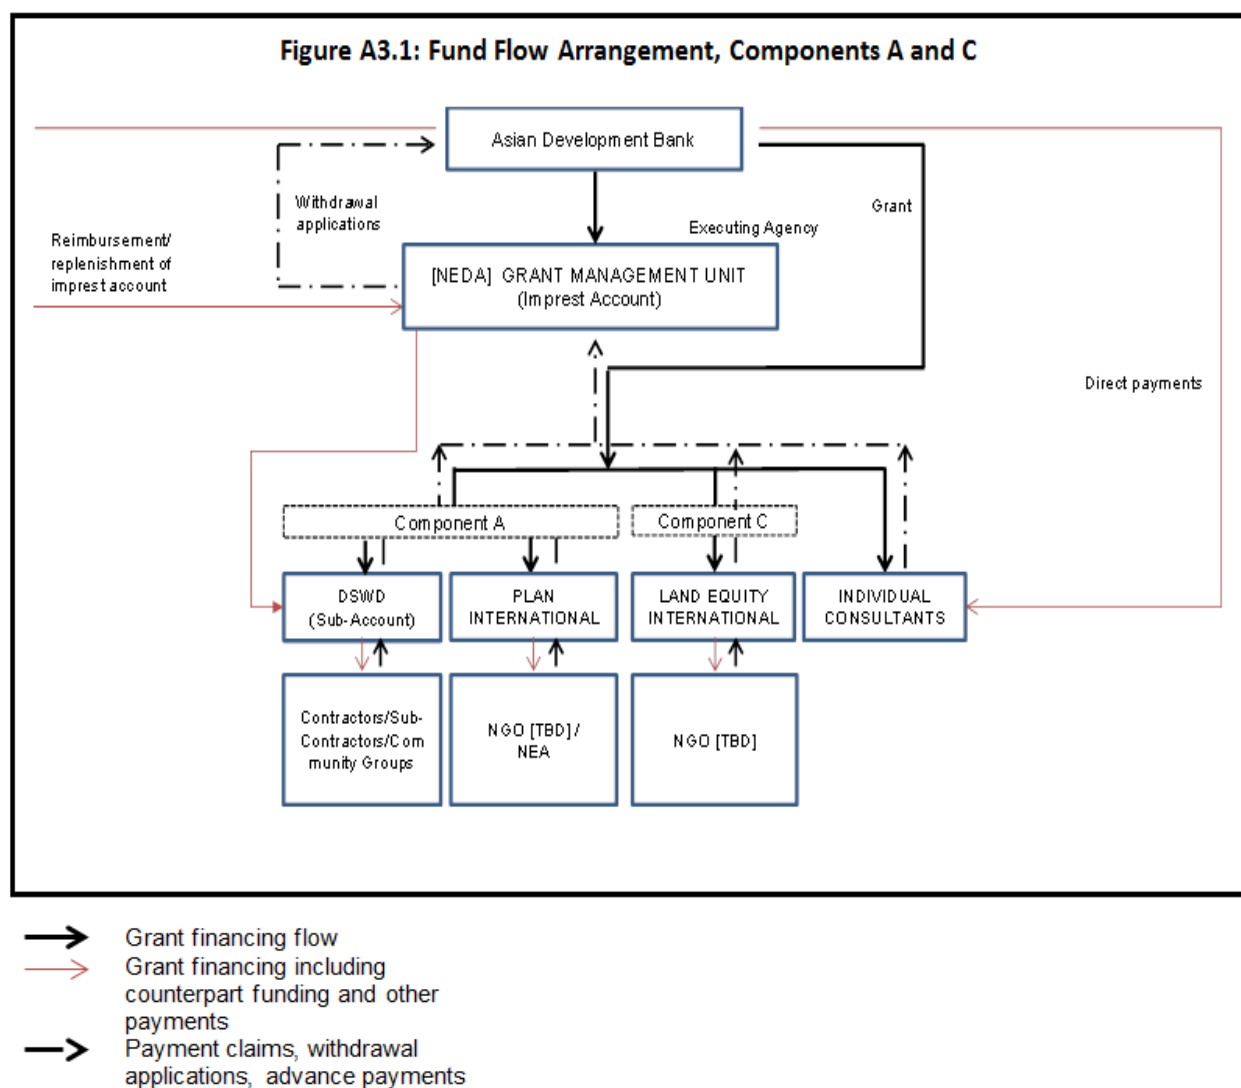 Figure A3.1: Fund Flow Arrangement, Components A and C
Asian Development Bank
Withdrawal
applications
Grant
Executing Agency
Reimbursement/
replenishment of
imprest account
[NEDA] GRANT MANAGEMENT UNIT
(Imprest Account)
Direct payments
Component A
Component C
DSWD
(Sub-Account)
PLAN
INTERNATIONAL
LAND EQUITY
INTERNATIONAL
INDIVIDUAL
CONSULTANTS
Contractors/Sub-
Contractors/Com
munity Groups
NGO [TBD] /
NEA
NGO [TBD]
Grant financing flow
Grant financing including
counterpart funding and other
payments
Payment claims, withdrawal
applications, advance payments